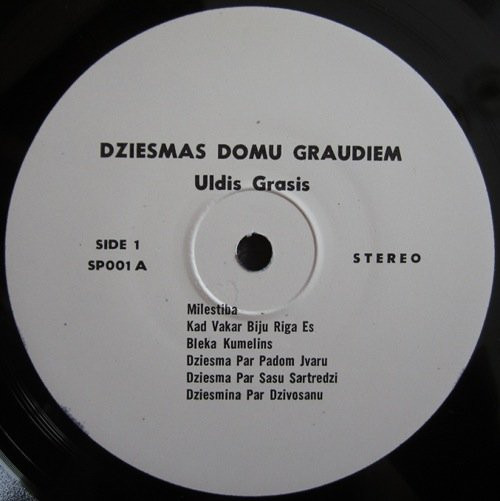 DZIESMAS DOMU GRAUDIEM
Uldis Grasis
SIDE 1
SP001 A
STEREO
Milestiba
Kad Vakar Biju Riga Es
Bleka Kumelins
Dziesma Par Padom Jvaru
Dziesma Par Sasu Sartredzi
Dziesmina Par Dzivosanu